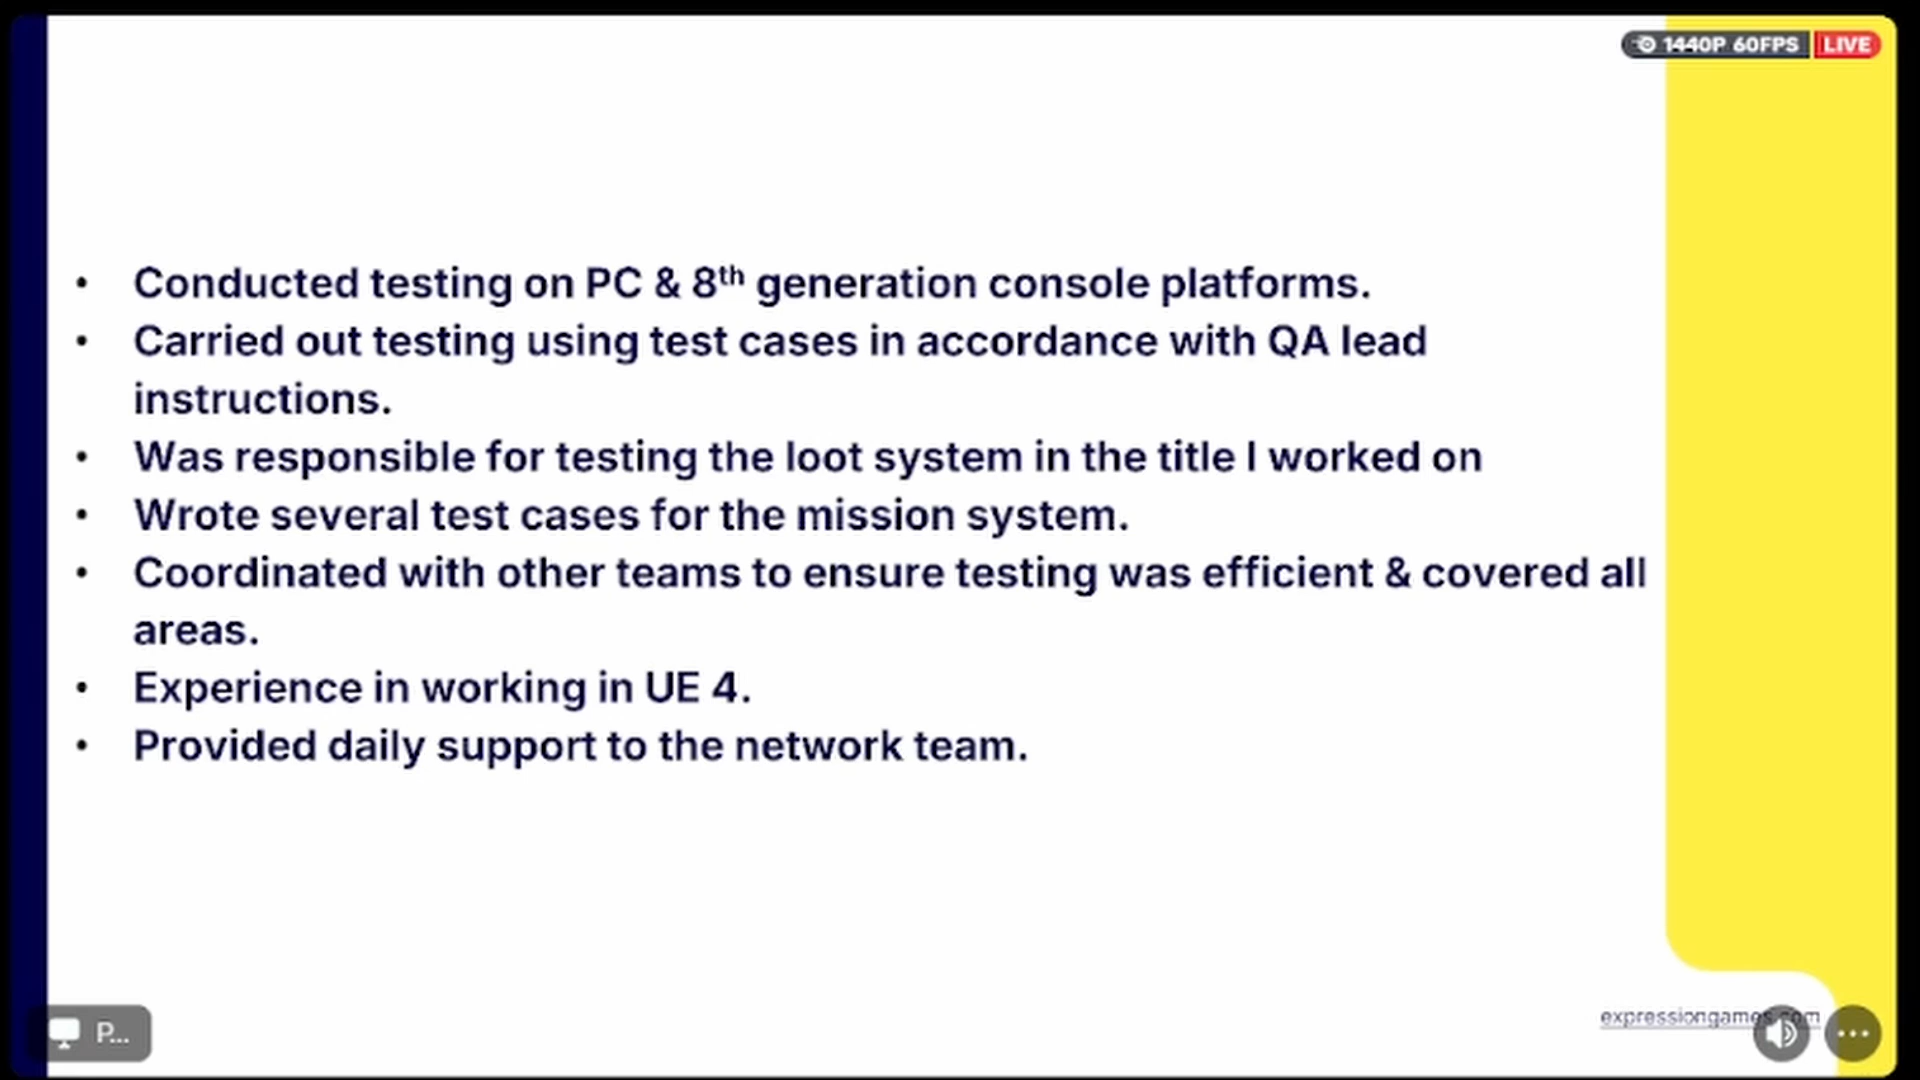 1440P 60FPS LIVE
• Conducted testing on PC & 8th generation console platforms.
• Carried out testing using test cases in accordance with QA lead
instructions.
• Was responsible for testing the loot system in the title I worked on
• Wrote several test cases for the mission system.
• Coordinated with other teams to ensure testing was efficient & covered all
areas.
• Experience in working in UE 4.
• Provided daily support to the network team.
expressiongames.com
P...